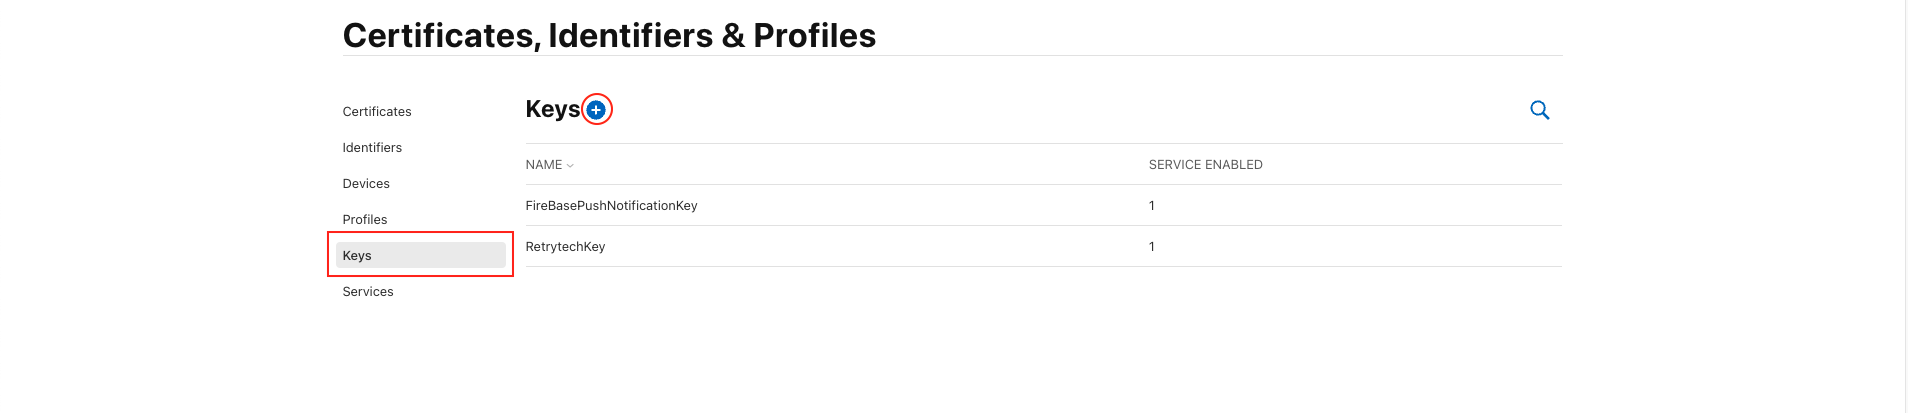 Certificates, Identifiers & Profiles
Certificates
Identifiers
Devices
Profiles
Keys
Services
Keys
NAME SERVICE ENABLED
FireBasePushNotificationKey 1
RetrytechKey 1